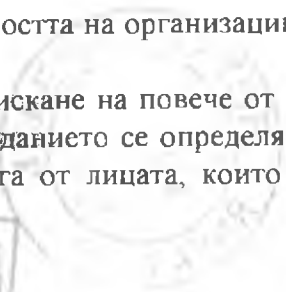 остта на организаци
искане на повече от
данието се определя
га от лицата, които